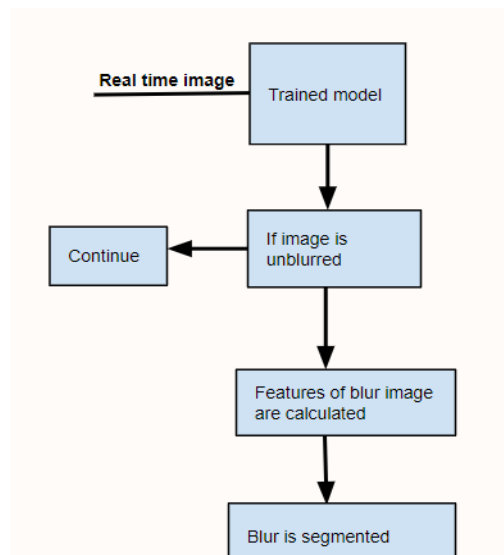 Real time image
Trained model
If image is
unblurred
Continue
Features of blur image
are calculated
Blur is segmented